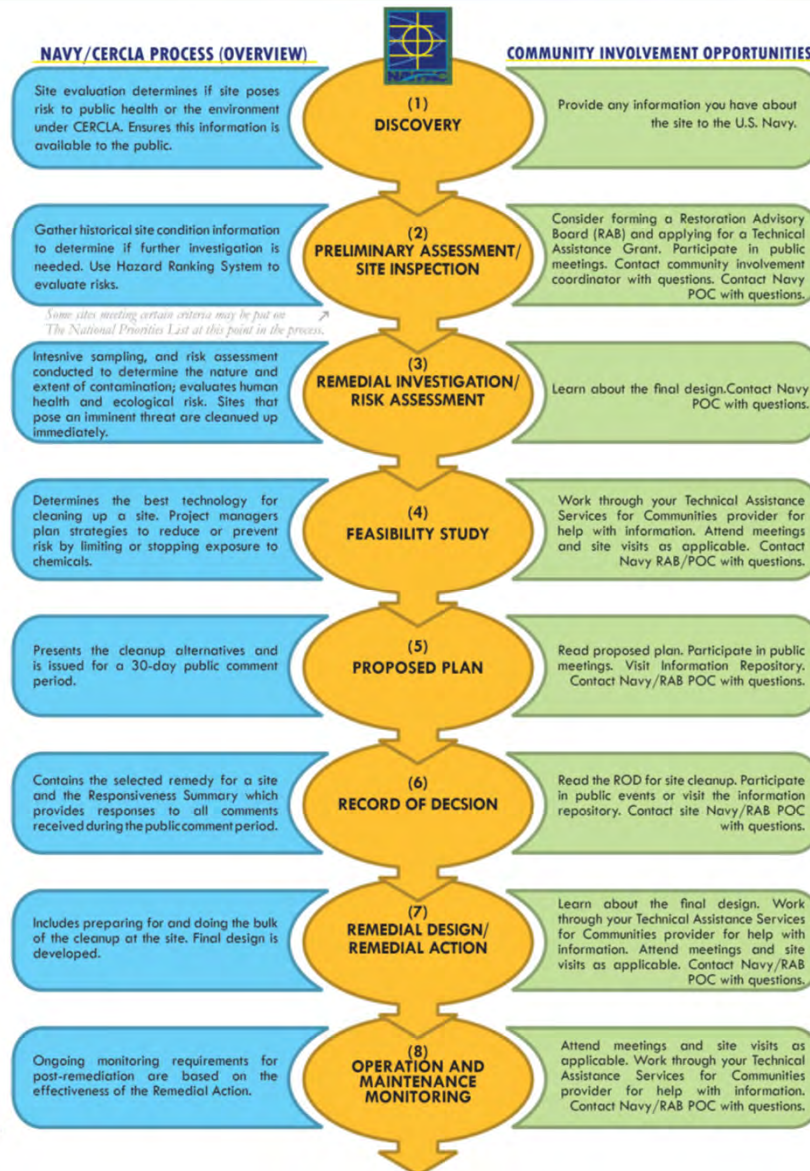 NAVY/CERCLA PROCESS (OVERVIEW)
COMMUNITY INVOLVEMENT OPPORTUNITIES
Site evaluation determines if site poses
risk to public health or the environment
under CERCLA. Ensures this information is
available to the public.
(1)
DISCOVERY
Provide any information you have about
the site to the U.S. Navy.
Gather historical site condition information
to determine if further investigation is
needed. Use Hazard Ranking System to
evaluate risks.
(2)
PRELIMINARY ASSESSMENT/
SITE INSPECTION
Consider forming a Restoration Advisory
Board (RAB) and applying for a Technical
Assistance Grant. Participate in public
meetings. Contact community involvement
coordinator with questions. Contact Navy
POC with questions.
Some sites meeting certain criteria may be put on
The National Priorities List at this point in the process.
Intesnive sampling, and risk assessment
conducted to determine the nature and
extent of contamination; evaluates human
health and ecological risk. Sites that
pose an imminent threat are cleanued up
immediately.
(3)
REMEDIAL INVESTIGATION/
RISK ASSESSMENT
Learn about the final design.Contact Navy
POC with questions.
Determines the best technology for
cleaning up a site. Project managers
plan strategies to reduce or prevent
risk by limiting or stopping exposure to
chemicals.
(4)
FEASIBILITY STUDY
Work through your Technical Assistance
Services for Communities provider for
help with information. Attend meetings
and site visits as applicable. Contact
Navy RAB/POC with questions.
Presents the cleanup alternatives and
is issued for a 30-day public comment
period.
(5)
PROPOSED PLAN
Read proposed plan. Participate in public
meetings. Visit Information Repository.
Contact Navy/RAB POC with questions.
Contains the selected remedy for a site
and the Responsiveness Summary which
provides responses to all comments
received during the public comment period.
(6)
RECORD OF DECSION
Read the ROD for site cleanup. Participate
in public events or visit the information
repository. Contact site Navy/RAB POC
with questions.
Includes preparing for and doing the bulk
of the cleanup at the site. Final design is
developed.
(7)
REMEDIAL DESIGN/
REMEDIAL ACTION
Learn about the final design. Work
through your Technical Assistance Services
for Communities provider for help with
information. Attend meetings and site
visits as applicable. Contact Navy/RAB
POC with questions.
Ongoing monitoring requirements for
post-remediation are based on the
effectiveness of the Remedial Action.
(8)
OPERATION AND
MAINTENANCE
MONITORING
Attend meetings and site visits as
applicable. Work through your Technical
Assistance Services for Communities
provider for help with information.
Contact Navy/RAB POC with questions.